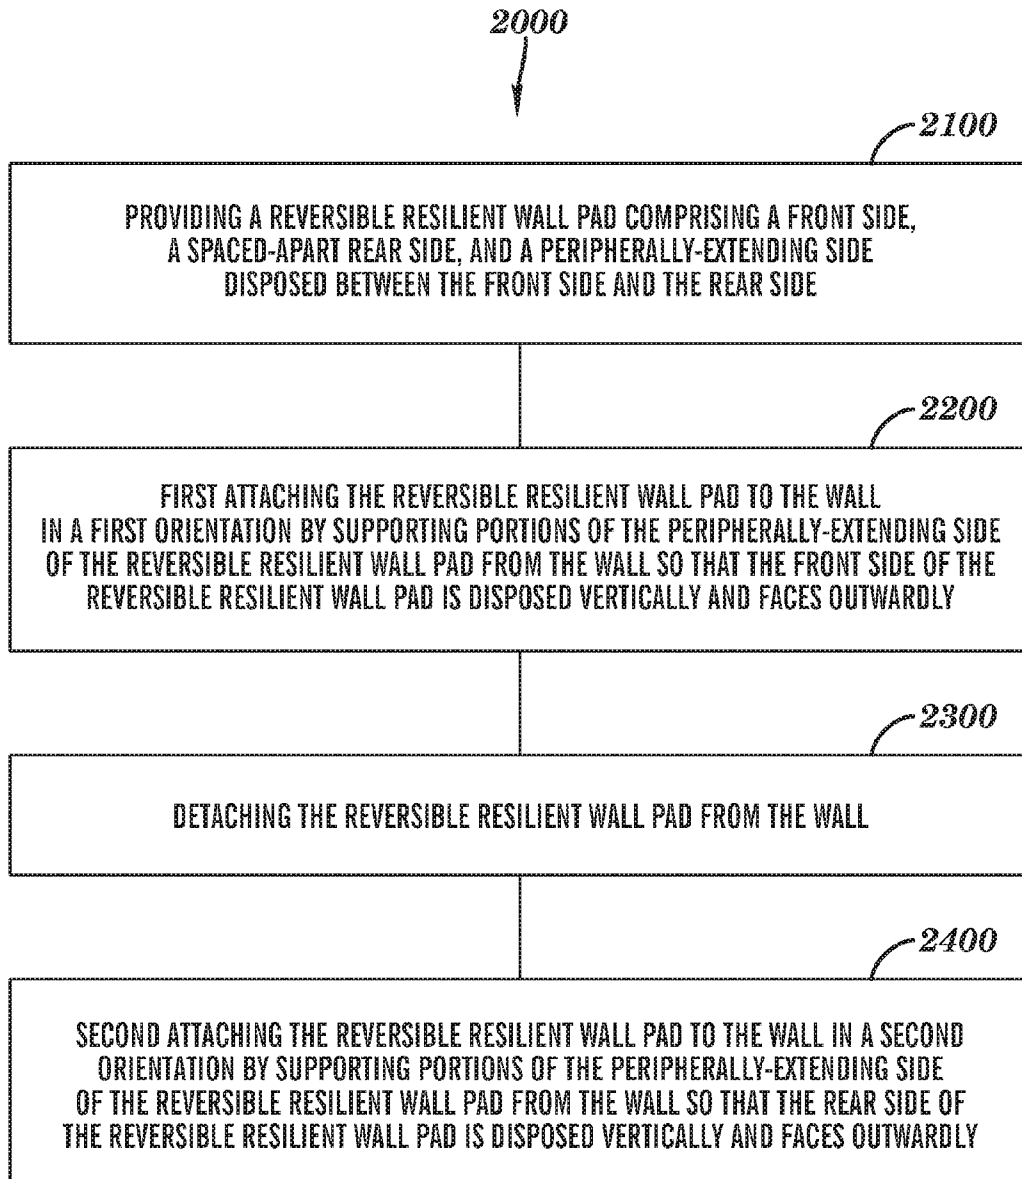 2000
2100
PROVIDING A REVERSIBLE RESILIENT WALL PAD COMPRISING A FRONT SIDE,
A SPACED-APART REAR SIDE, AND A PERIPHERALLY-EXTENDING SIDE
DISPOSED BETWEEN THE FRONT SIDE AND THE REAR SIDE
2200
FIRST ATTACHING THE REVERSIBLE RESILIENT WALL PAD TO THE WALL
IN A FIRST ORIENTATION BY SUPPORTING PORTIONS OF THE PERIPHERALLY-EXTENDING SIDE
OF THE REVERSIBLE RESILIENT WALL PAD FROM THE WALL SO THAT THE FRONT SIDE OF THE
REVERSIBLE RESILIENT WALL PAD IS DISPOSED VERTICALLY AND FACES OUTWARDLY
2300
DETACHING THE REVERSIBLE RESILIENT WALL PAD FROM THE WALL
2400
SECOND ATTACHING THE REVERSIBLE RESILIENT WALL PAD TO THE WALL IN A SECOND
ORIENTATION BY SUPPORTING PORTIONS OF THE PERIPHERALLY-EXTENDING SIDE
OF THE REVERSIBLE RESILIENT WALL PAD FROM THE WALL SO THAT THE REAR SIDE OF
THE REVERSIBLE RESILIENT WALL PAD IS DISPOSED VERTICALLY AND FACES OUTWARDLY